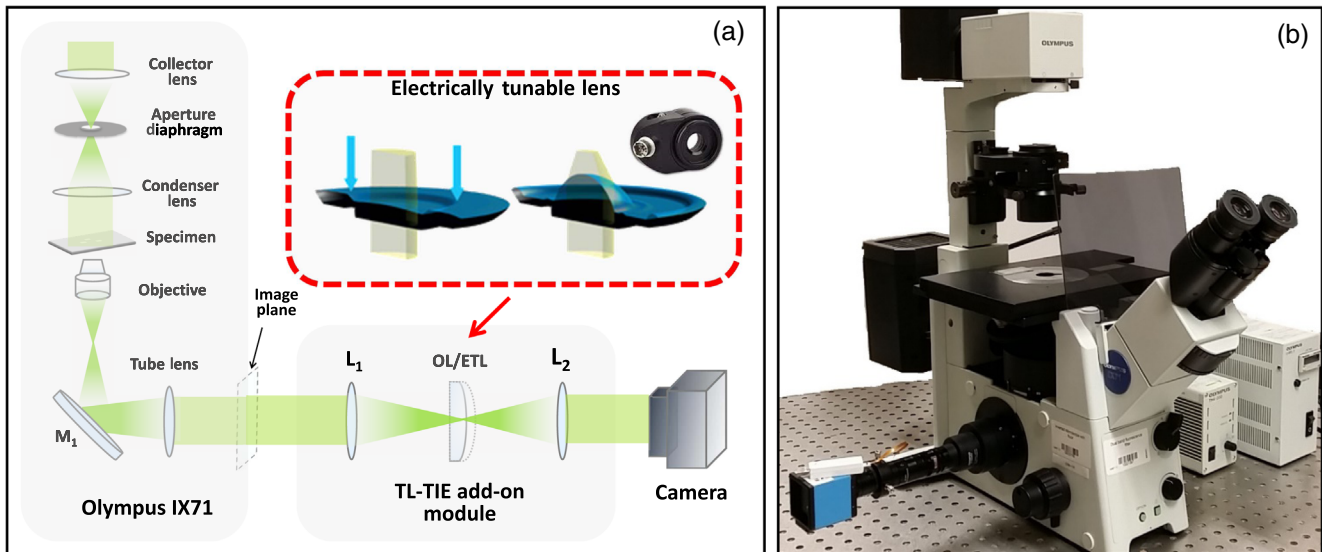 (a)
Collector
lens
Aperture
diaphragm
Condenser
lens
Specimen
Objective
Image
plane
Tube lens
M1
Olympus IX71
Electrically tunable lens
L1
OL/ETL
L2
TL-TIE add-on
module
Camera
(b)
OLYMPUS
OLYMPUS